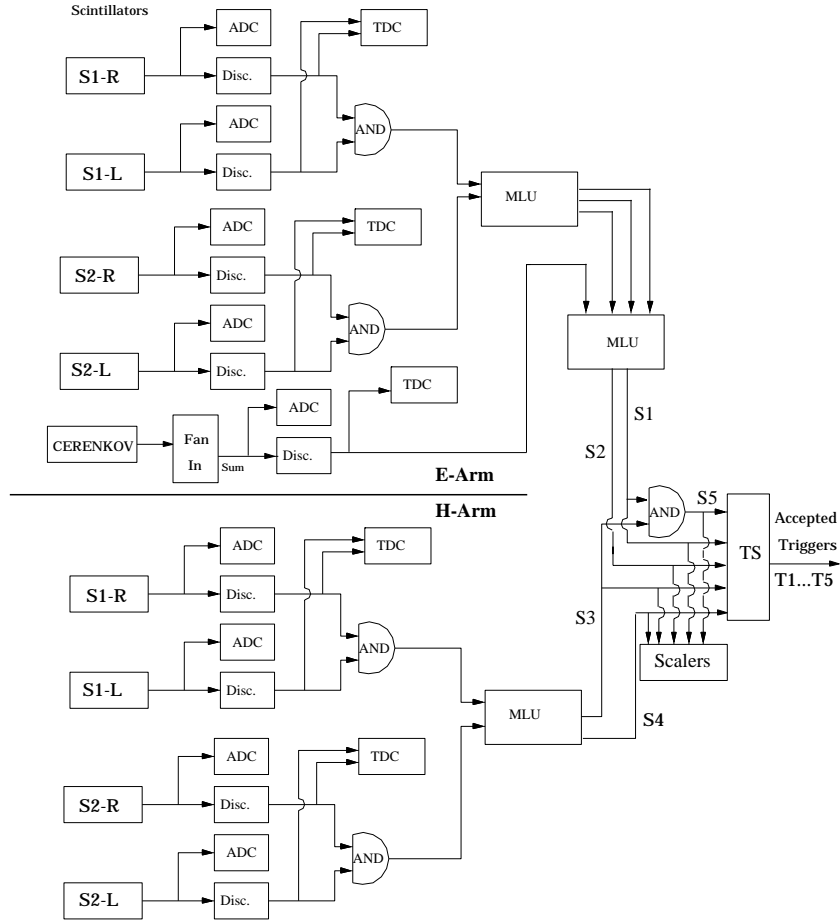 Scintillators
ADC
TDC
S1-R
Disc.
ADC
AND
S1-L
Disc.
MLU
ADC
TDC
S2-R
Disc.
ADC
AND
S2-L
Disc.
MLU
TDC
ADC
S1
CERENKOV
Fan
In
Sum
Disc.
S2
E-Arm
H-Arm
S5
AND
TS
Accepted
Triggers
T1...T5
ADC
TDC
S1-R
Disc.
S3
ADC
AND
Scalers
S1-L
Disc.
MLU
S4
ADC
TDC
S2-R
Disc.
ADC
AND
S2-L
Disc.